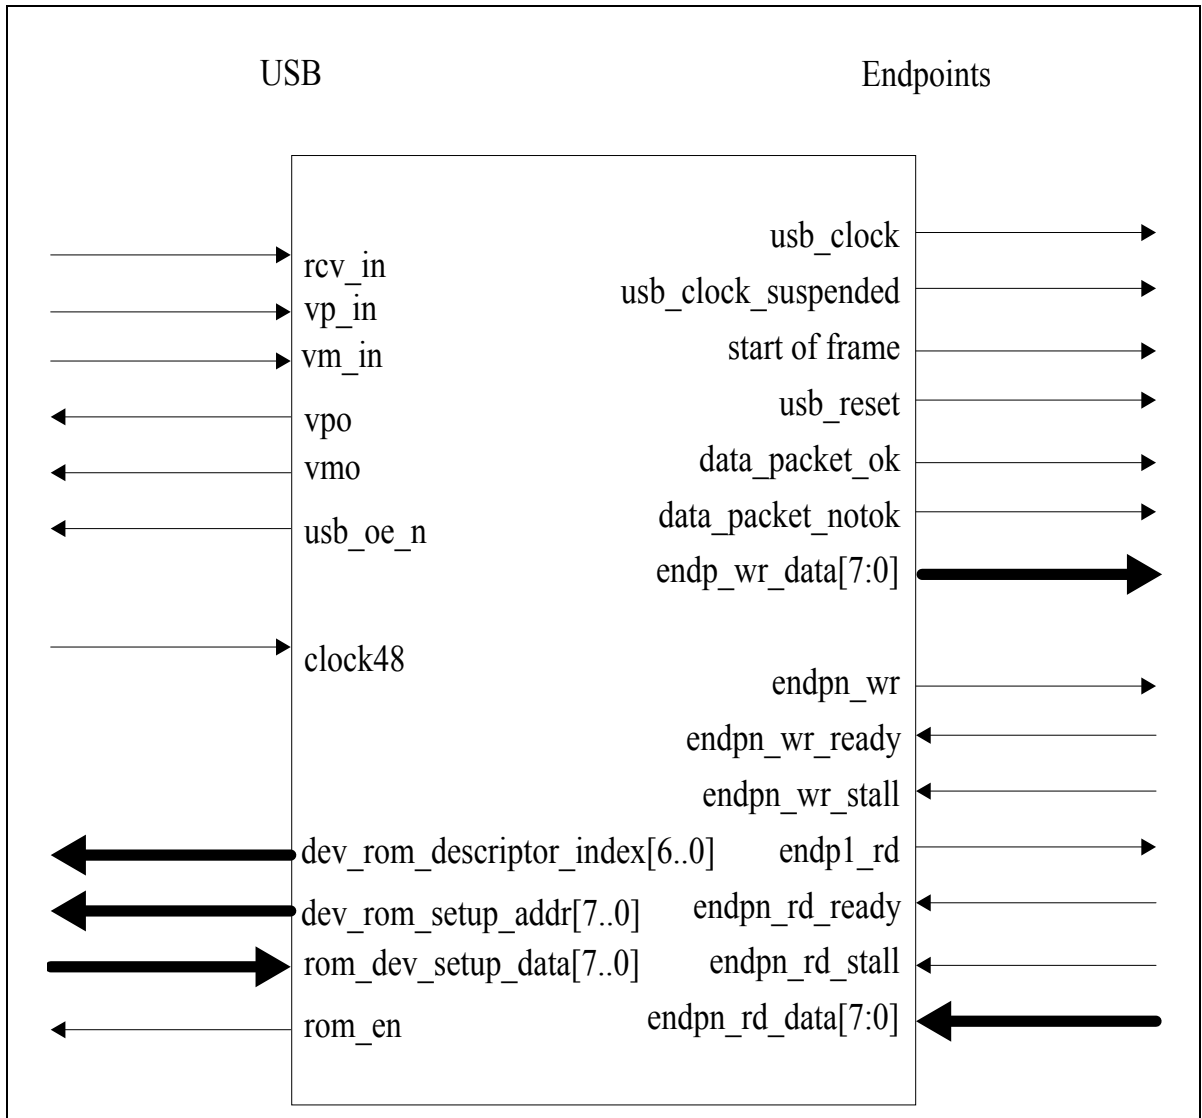 USB
Endpoints
rcv_in
vp_in
vm_in
vpo
vmo
usb_oe_n
clock48
dev_rom_descriptor_index[6..0]
dev_rom_setup_addr[7..0]
rom_dev_setup_data[7..0]
rom_en
usb_clock
usb_clock_suspended
start of frame
usb_reset
data_packet_ok
data_packet_notok
endp_wr_data[7:0]
endpn_wr
endpn_wr_ready
endpn_wr_stall
endp1_rd
endpn_rd_ready
endpn_rd_stall
endpn_rd_data[7:0]